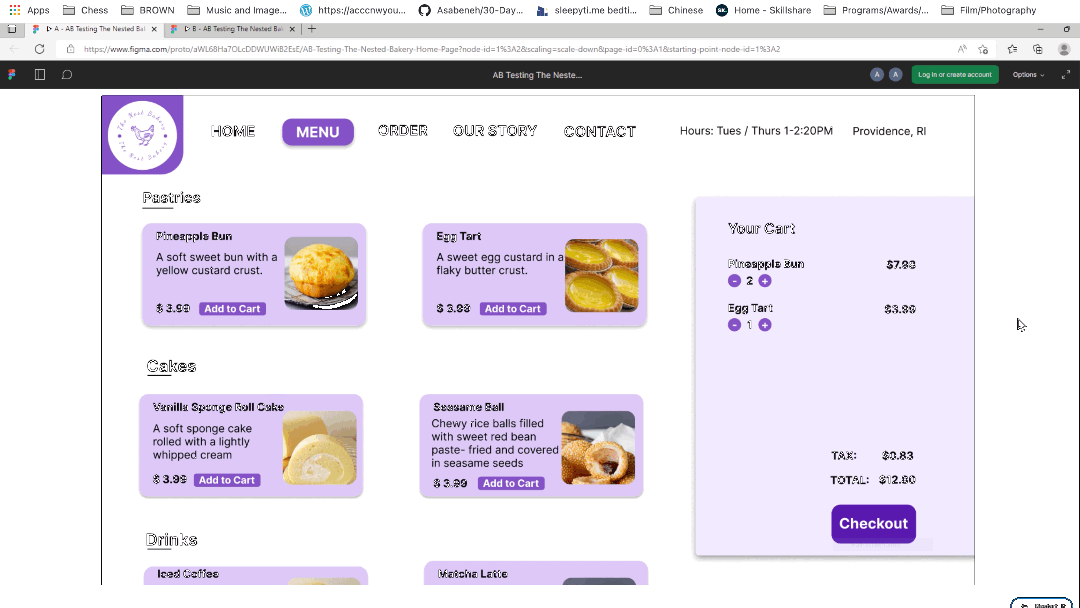 Apps Chess BROWN Music and Image... https://acccnwyou... Asabeneh/30-Day... sleepyti.me bedti... Chinese Home - Skillshare Programs/Awards/... Film/Photography
A - AB Testing The Nested Bak B - AB Testing The Nested Bak
https://www.figma.com/proto/aWL68Ha7OLcDDWUWiB2EsE/AB-Testing-The-Nested-Bakery-Home-Page?node-id=1%3A2&scaling=scale-down&page-id=0%3A1&starting-point-node-id=1%3A2
AB Testing The Neste... A A Log in or create account Options
The Nest Bakery
The Nest Bakery
HOME MENU ORDER OUR STORY CONTACT Hours: Tues / Thurs 1-2:20PM Providence, RI
Pastries
Pineapple Bun
A soft sweet bun with a
yellow custard crust.
$ 3.99 Add to Cart
Egg Tart
A sweet egg custard in a
flaky butter crust.
$ 3.99 Add to Cart
Cakes
Vanilla Sponge Roll Cake
A soft sponge cake
rolled with a lightly
whipped cream
$ 3.99 Add to Cart
Seasame Ball
Chewy rice balls filled
with sweet red bean
paste- fried and covered
in seasame seeds
$ 3.99 Add to Cart
Drinks
Iced Coffee
Matcha Latte
Your Cart
Pineapple Bun $7.98
- 2 +
Egg Tart $3.99
- 1 +
TAX: $0.83
TOTAL: $12.80
Checkout
Restart R